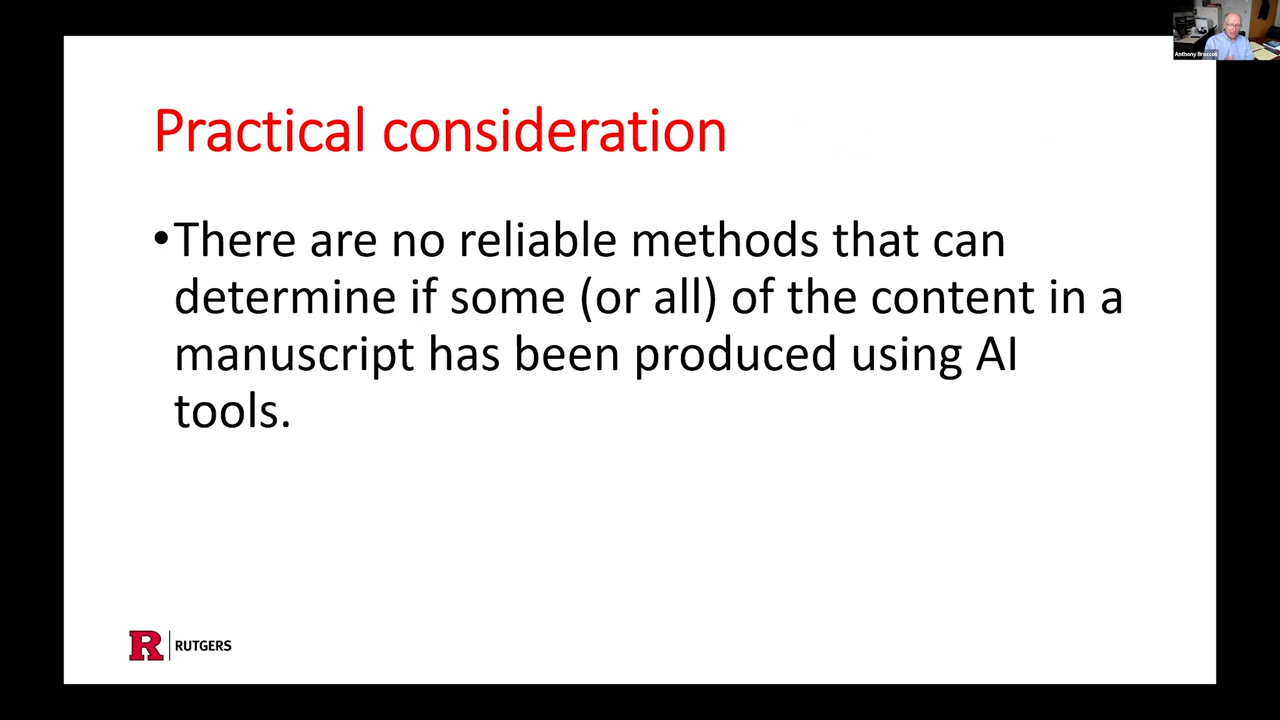 Anthony Broccoli
Practical consideration
•There are no reliable methods that can
determine if some (or all) of the content in a
manuscript has been produced using AI
tools.
R RUTGERS